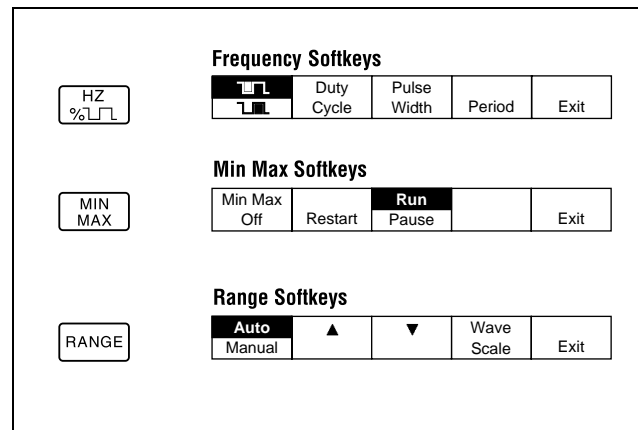 Frequency Softkeys
HZ
%
Duty Cycle
Pulse Width
Period
Exit
Min Max Softkeys
MIN
MAX
Min Max Off
Restart
Run
Pause
Exit
Range Softkeys
RANGE
Auto
Manual
▲
▼
Wave Scale
Exit